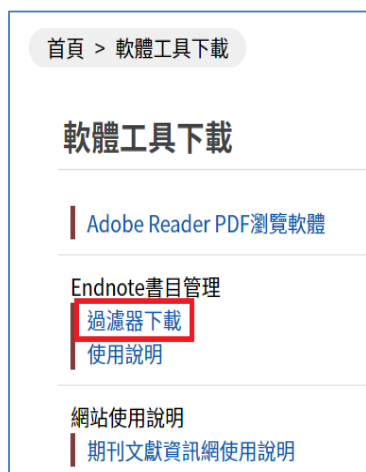 首頁 > 軟體工具下載
軟體工具下載
Adobe Reader PDF瀏覽軟體
Endnote書目管理
過濾器下載
使用說明
網站使用說明
期刊文獻資訊網使用說明